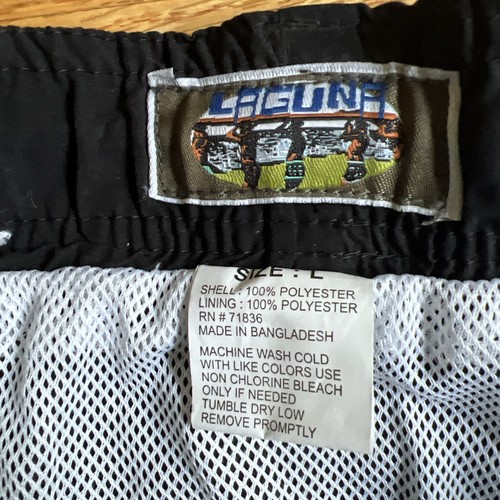 LAGUNA
SIZE : L
SHELL: 100% POLYESTER
LINING : 100% POLYESTER
RN # 71836
MADE IN BANGLADESH
MACHINE WASH COLD
WITH LIKE COLORS USE
NON CHLORINE BLEACH
ONLY IF NEEDED
TUMBLE DRY LOW
REMOVE PROMPTLY